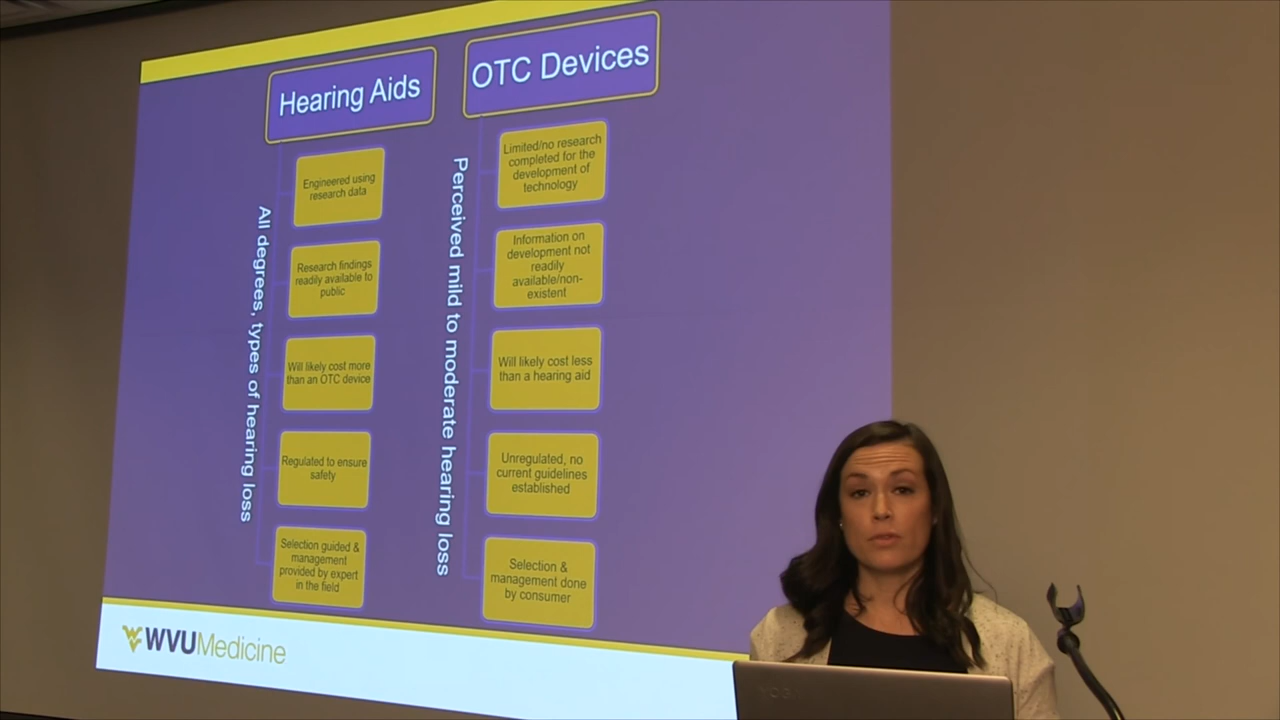 Hearing Aids
All degrees, types of hearing loss
Engineered using
research data
Research findings
readily available to
public
Will likely cost more
than an OTC device
Regulated to ensure
safety
Selection guided &
management
provided by expert
in the field
OTC Devices
Perceived mild to moderate hearing loss
Limited/no research
completed for the
development of
technology
Information on
development not
readily
available/non-
existent
Will likely cost less
than a hearing aid
Unregulated, no
current guidelines
established
Selection &
management done
by consumer
WVUMedicine
YOGA